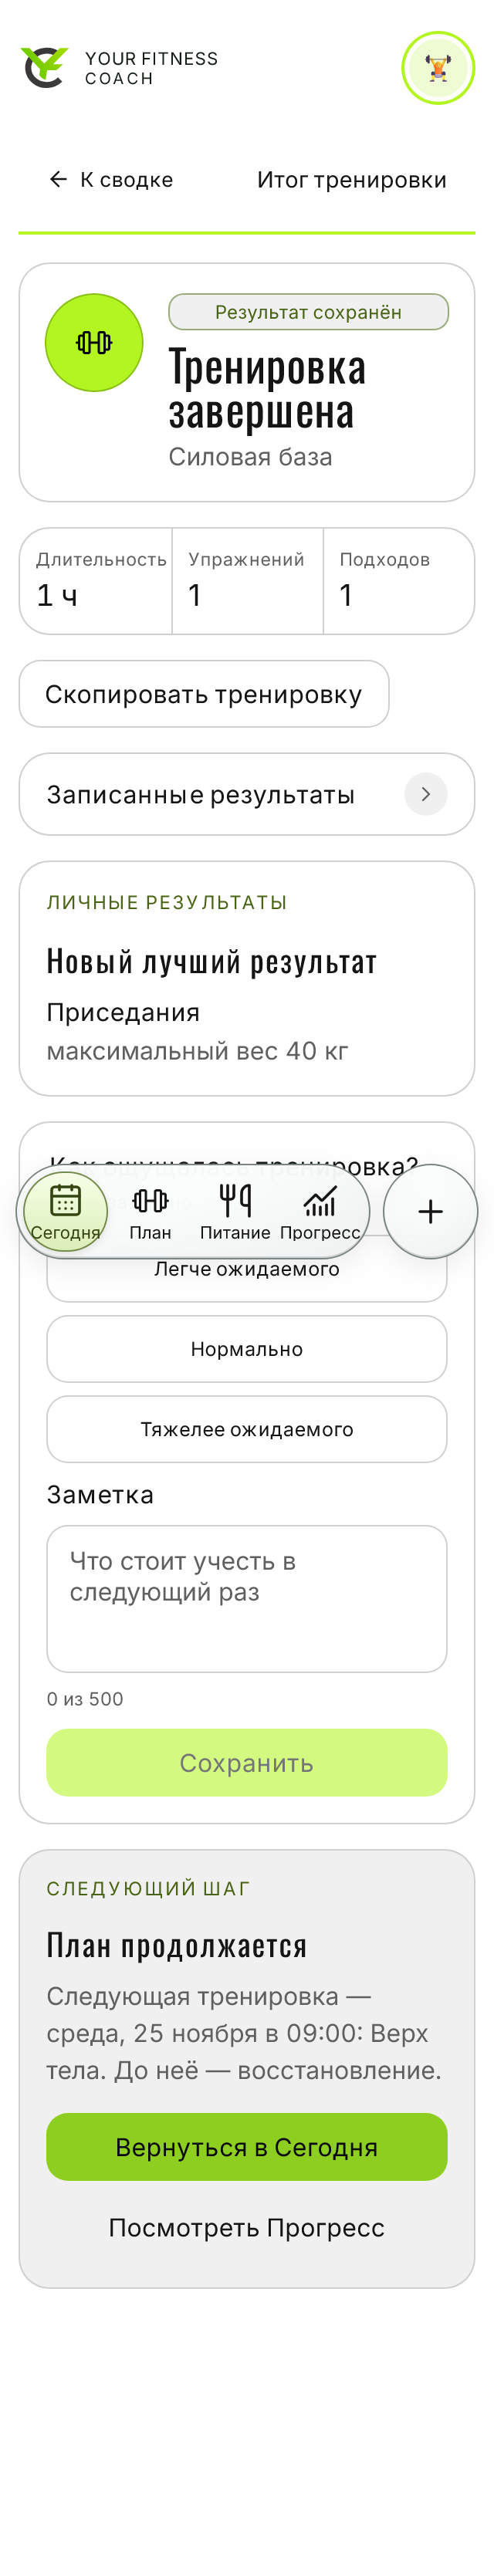 YOUR FITNESS
COACH
К сводке
Итог тренировки
Результат сохранён
Тренировка
завершена
Силовая база
Длительность
1 ч
Упражнений
1
Подходов
1
Скопировать тренировку
Записанные результаты
ЛИЧНЫЕ РЕЗУЛЬТАТЫ
Новый лучший результат
Приседания
максимальный вес 40 кг
Как ощущалась тренировка?
Сегодня
План
Питание
Прогресс
Легче ожидаемого
Нормально
Тяжелее ожидаемого
Заметка
Что стоит учесть в
следующий раз
0 из 500
Сохранить
СЛЕДУЮЩИЙ ШАГ
План продолжается
Следующая тренировка —
среда, 25 ноября в 09:00: Верх
тела. До неё — восстановление.
Вернуться в Сегодня
Посмотреть Прогресс